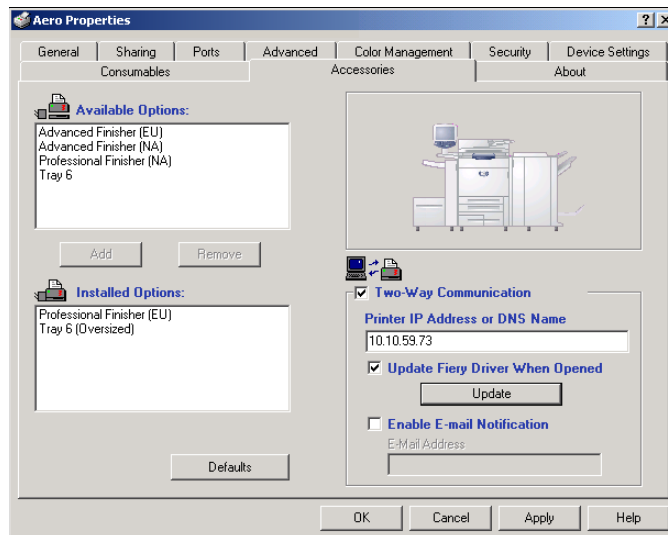 Aero Properties
General Sharing Ports Advanced Color Management Security Device Settings
Consumables Accessories About
Available Options:
Advanced Finisher (EU)
Advanced Finisher (NA)
Professional Finisher (NA)
Tray 6
Add Remove
Installed Options:
Professional Finisher (EU)
Tray 6 (Oversized)
Defaults
Two-Way Communication
Printer IP Address or DNS Name
10.10.59.73
Update Fiery Driver When Opened
Update
Enable E-mail Notification
E-Mail Address
OK Cancel Apply Help